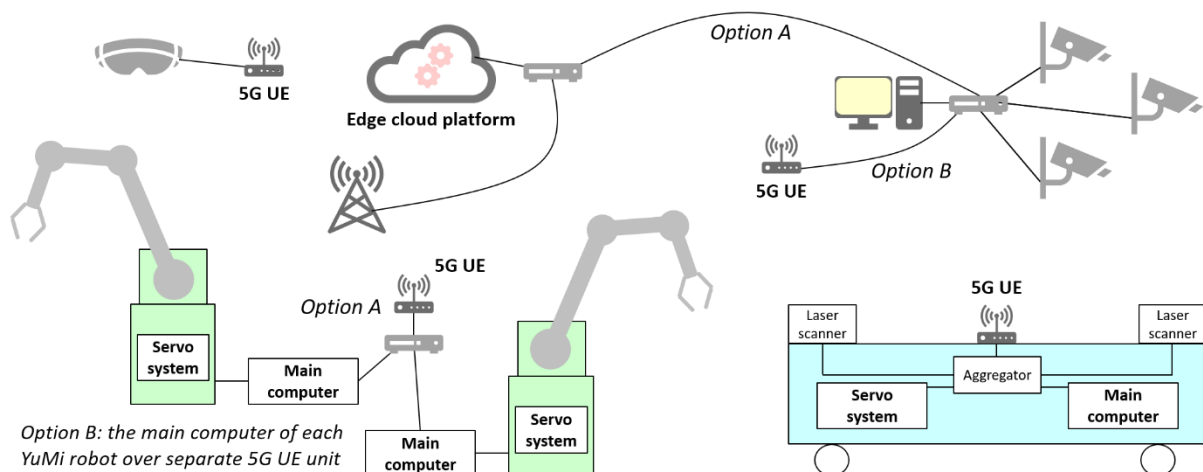 Option A
5G UE
Edge cloud platform
5G UE
Option B
5G UE
Option A
Servo
system
Main
computer
Main
computer
Servo
system
Option B: the main computer of each
YuMi robot over separate 5G UE unit
5G UE
Laser
scanner
Laser
scanner
Aggregator
Servo
system
Main
computer